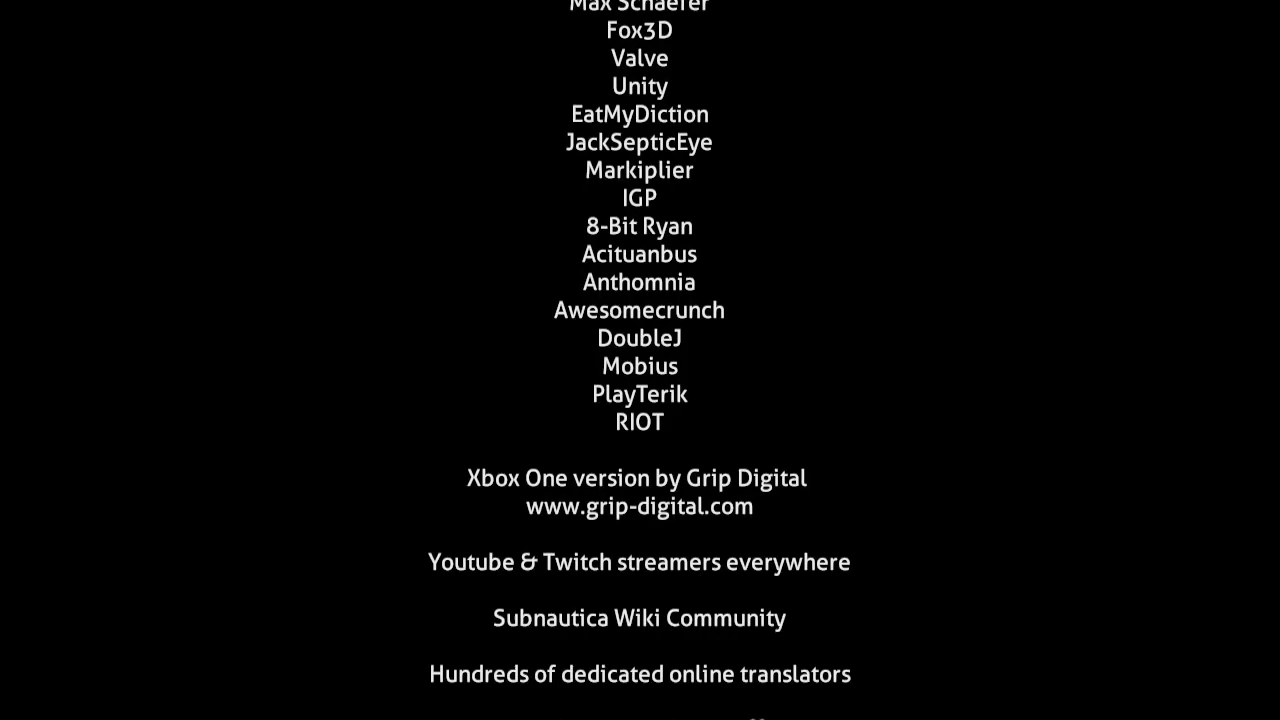 Max Schaefer
Fox3D
Valve
Unity
EatMyDiction
JackSepticEye
Markiplier
IGP
8-Bit Ryan
Acituanbus
Anthomnia
Awesomecrunch
DoubleJ
Mobius
PlayTerik
RIOT
Xbox One version by Grip Digital
www.grip-digital.com
Youtube & Twitch streamers everywhere
Subnautica Wiki Community
Hundreds of dedicated online translators